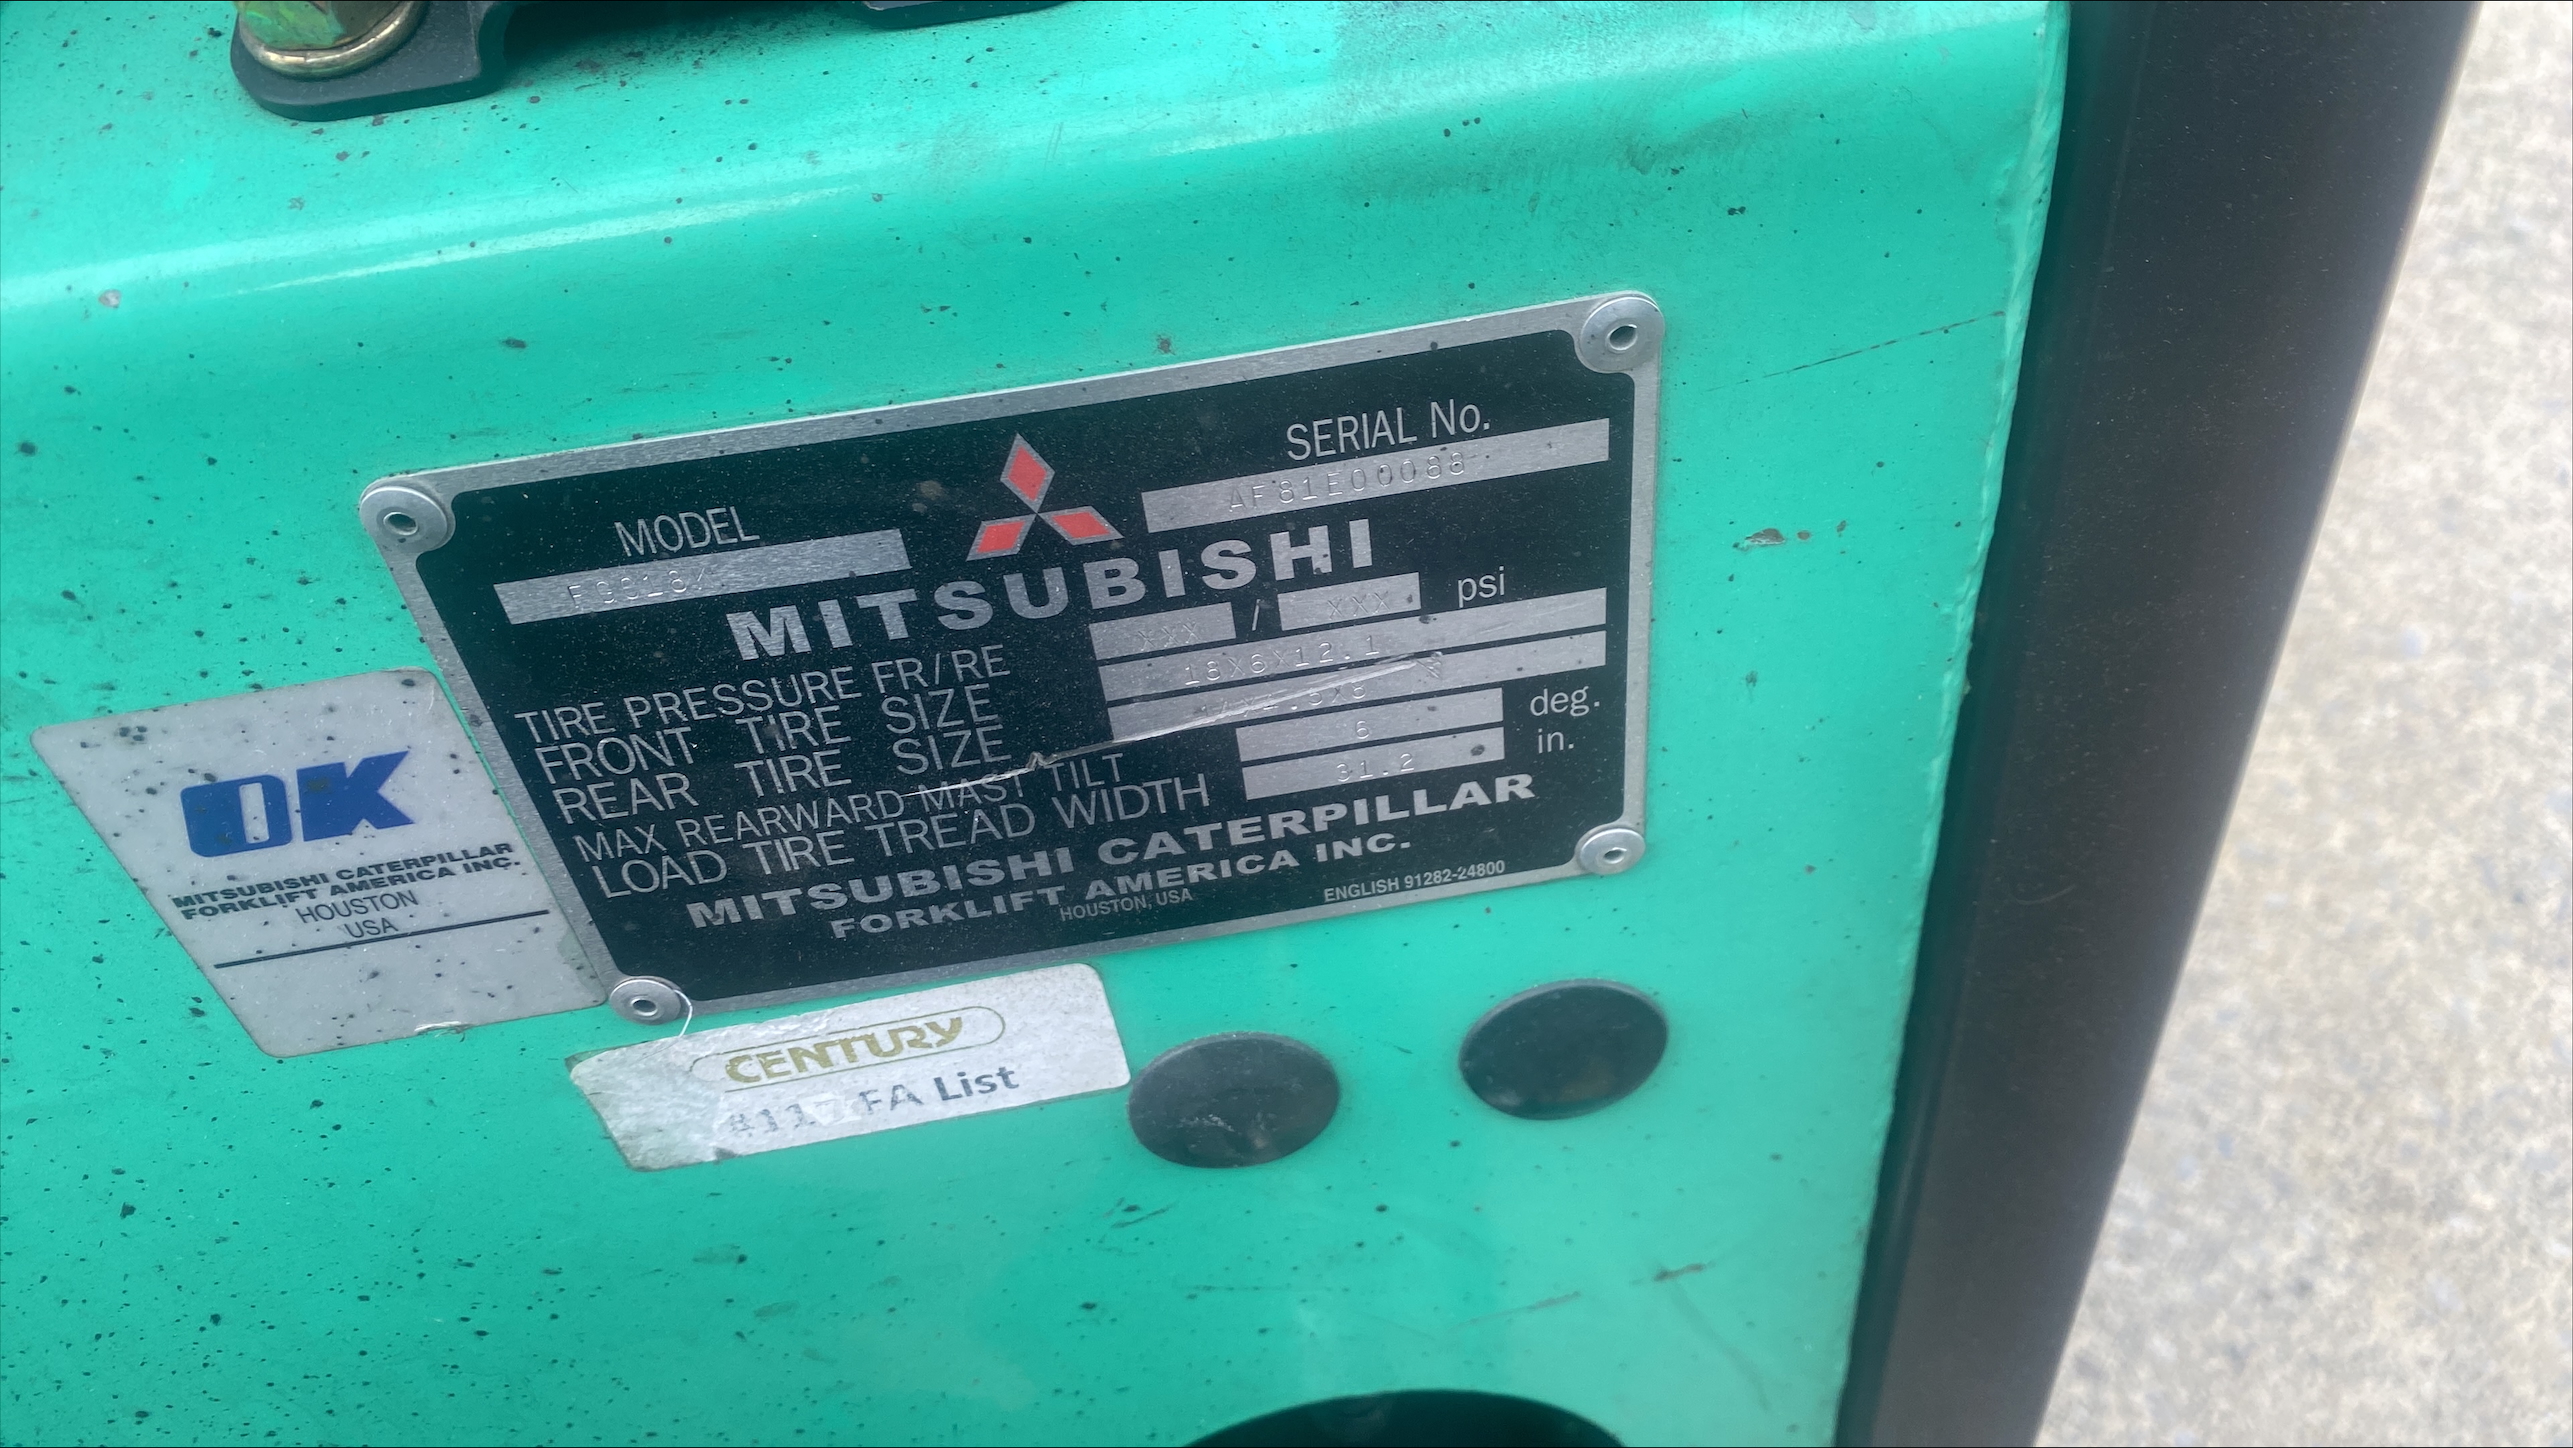 MODEL
SERIAL No.
AF81E00088
MITSUBISHI
TIRE PRESSURE FR/RE XXX / XXX psi
FRONT TIRE SIZE 18X6X12.1
REAR TIRE SIZE
MAX REARWARD MAST TILT 6 deg.
LOAD TIRE TREAD WIDTH 31.2 in.
MITSUBISHI CATERPILLAR
FORKLIFT AMERICA INC.
HOUSTON, USA
ENGLISH 91282-24800
OK
MITSUBISHI CATERPILLAR
FORKLIFT AMERICA INC.
HOUSTON
USA
CENTURY
FA List